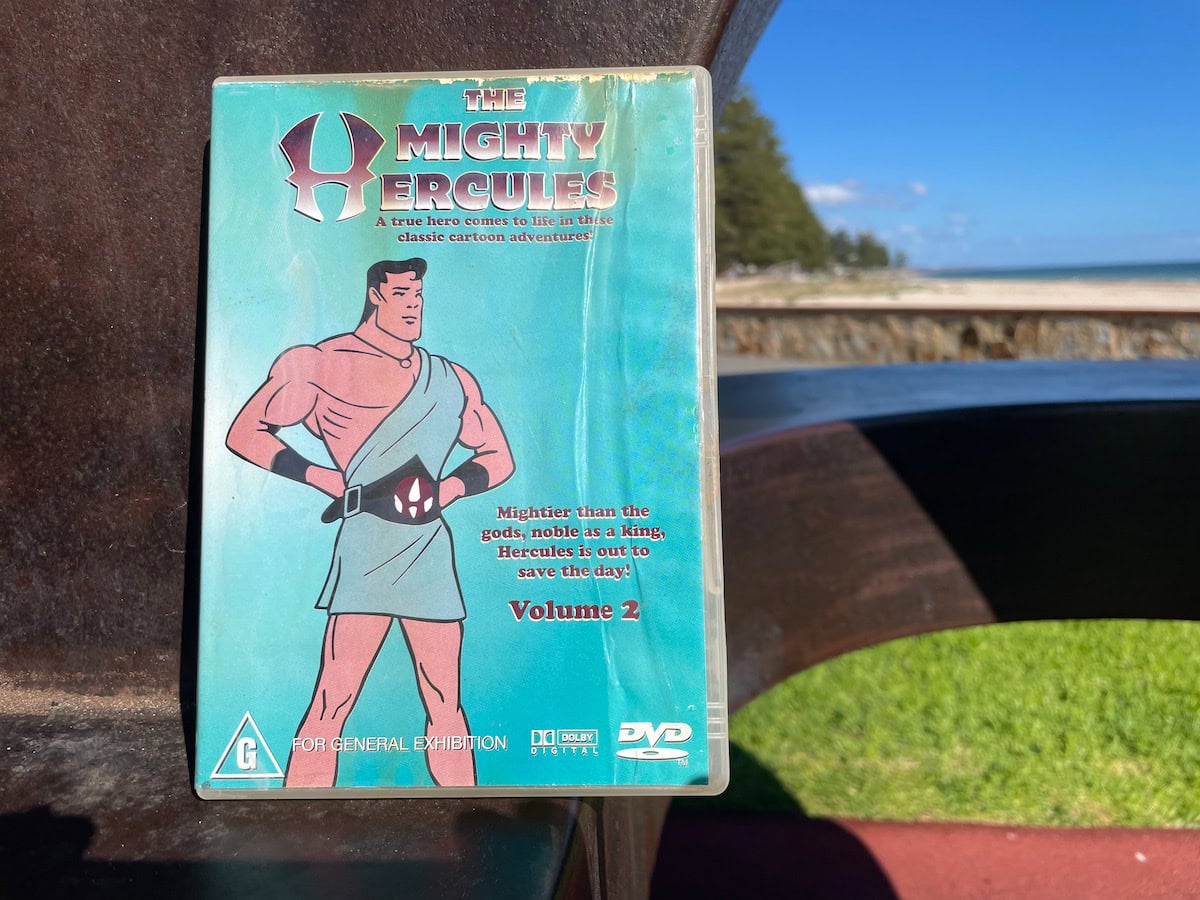 THE
MIGHTY
HERCULES
A true hero comes to life in these
classic cartoon adventures!
Mightier than the
gods, noble as a king,
Hercules is out to
save the day!
Volume 2
G
FOR GENERAL EXHIBITION
DOLBY
DIGITAL
DVD
TM